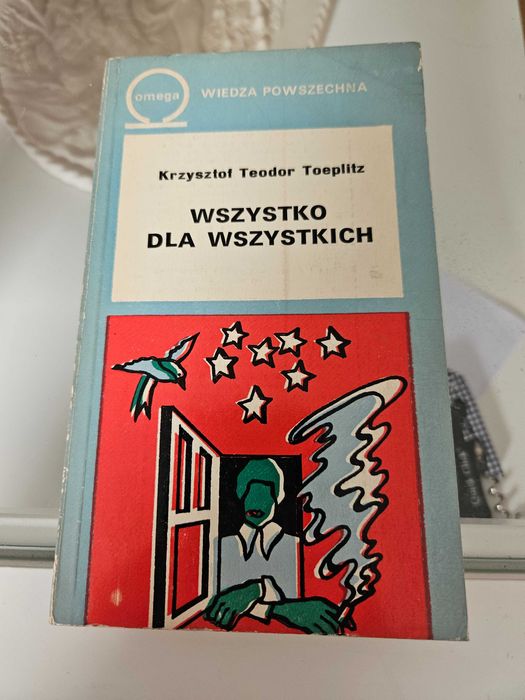 omega
WIEDZA POWSZECHNA
Krzysztof Teodor Toeplitz
WSZYSTKO
DLA WSZYSTKICH